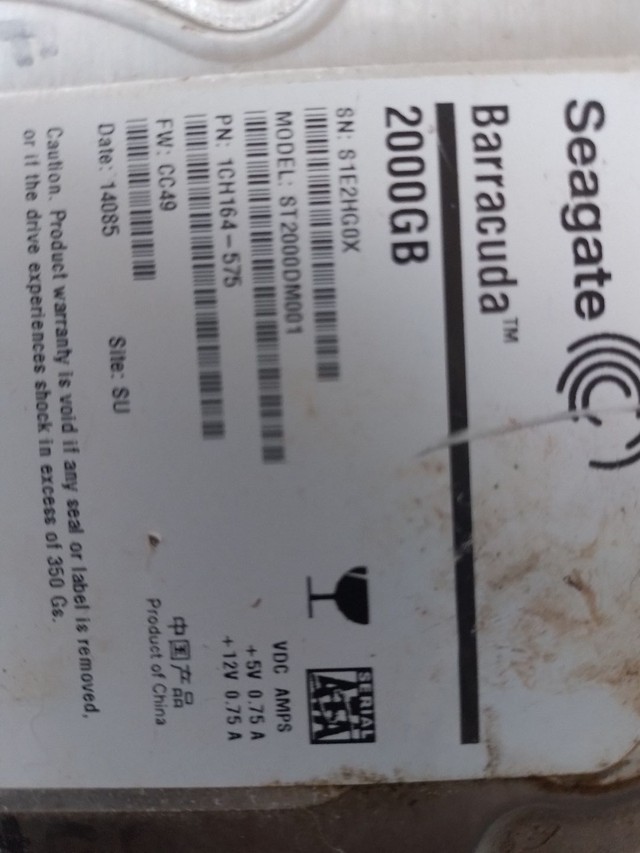 Seagate
Barracuda™
2000GB
SN: S1E2HG0X
MODEL: ST2000DM001
PN: 1CH164-575
FW: CC49
Date: 14085 Site: SU
SERIAL
ATA
VDC AMPS
+5V 0.75 A
+12V 0.75 A
中国产品
Product of China
Caution. Product warranty is void if any seal or label is removed,
or if the drive experiences shock in excess of 350 Gs.